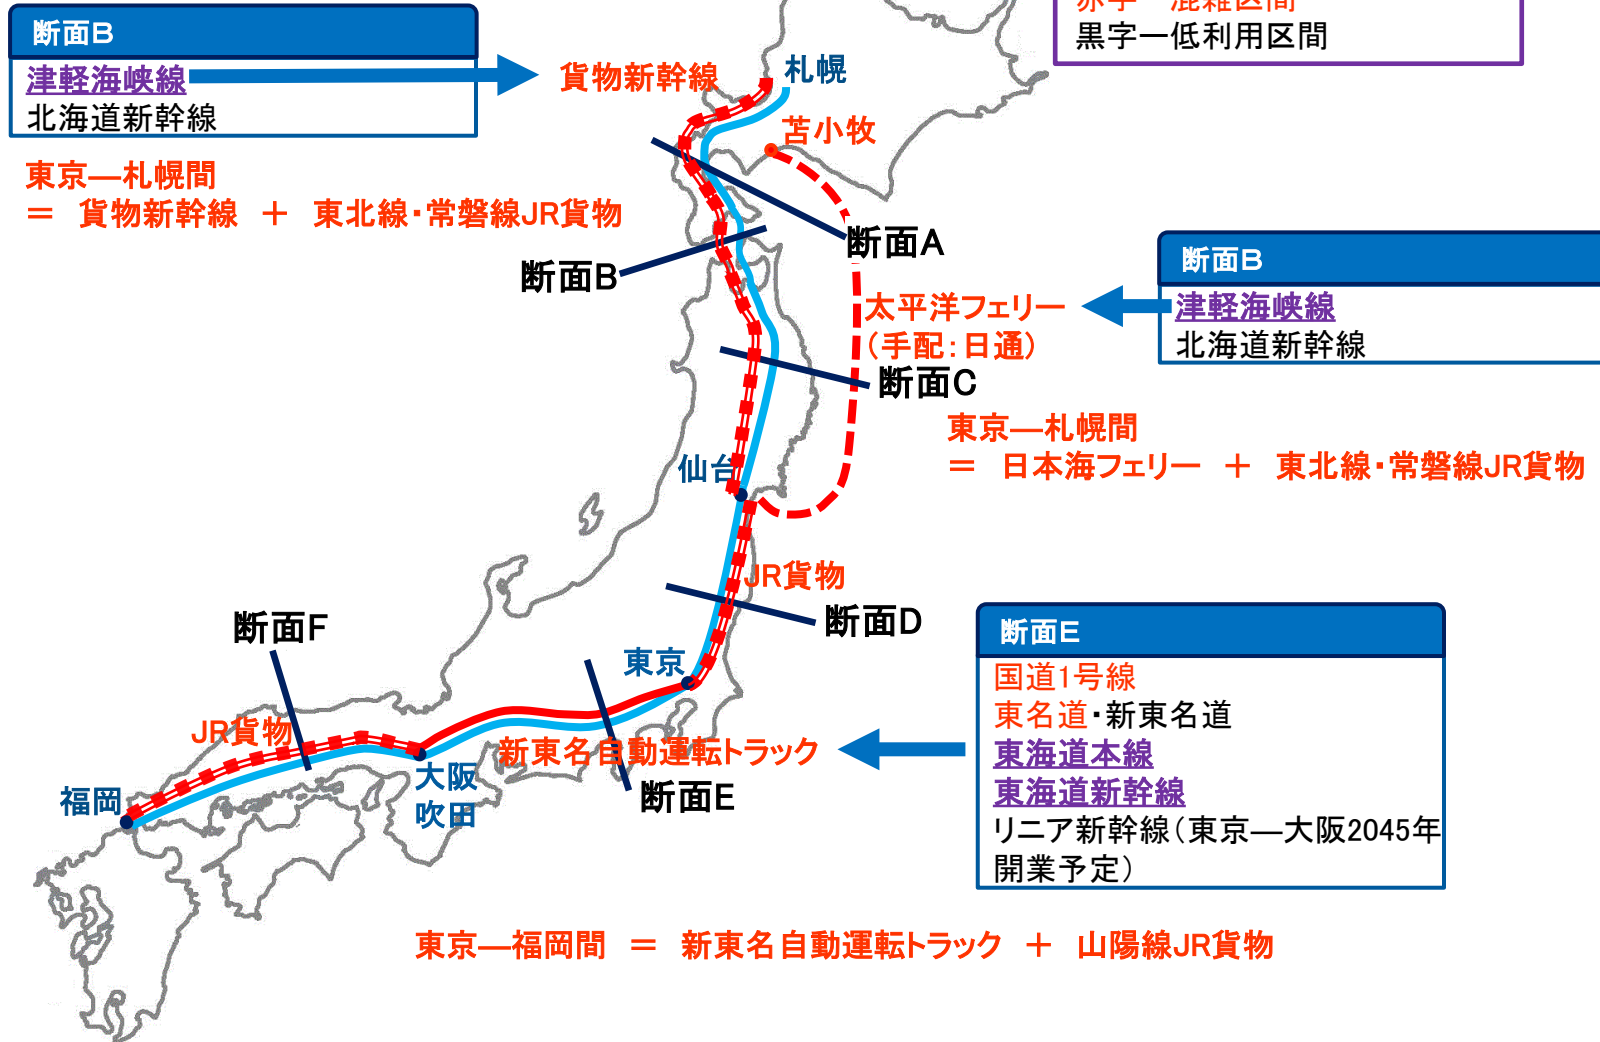 断面B
津軽海峡線
北海道新幹線
赤字ー混雑区間
黒字ー低利用区間
貨物新幹線
札幌
苫小牧
東京―札幌間
＝ 貨物新幹線 ＋ 東北線・常磐線JR貨物
断面A
断面B
断面B
津軽海峡線
北海道新幹線
太平洋フェリー
（手配：日通）
断面C
東京―札幌間
＝ 日本海フェリー ＋ 東北線・常磐線JR貨物
仙台
JR貨物
断面D
断面F
東京
断面E
国道1号線
東名道・新東名道
東海道本線
東海道新幹線
リニア新幹線（東京―大阪2045年
開業予定）
JR貨物
新東名自動運転トラック
大阪
吹田
断面E
福岡
東京―福岡間 ＝ 新東名自動運転トラック ＋ 山陽線JR貨物